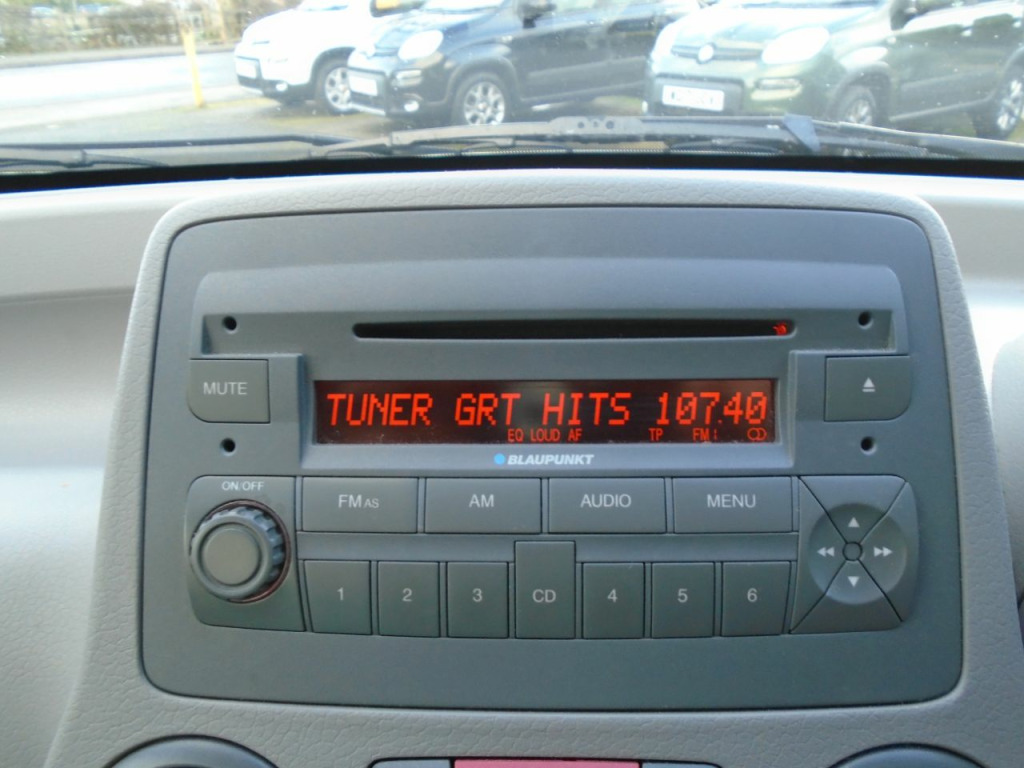 MUTE
TUNER GRT HITS 107.40
EQ LOUD AF TP FM1
BLAUPUNKT
ON/OFF
FM AS AM AUDIO MENU
1 2 3 CD 4 5 6